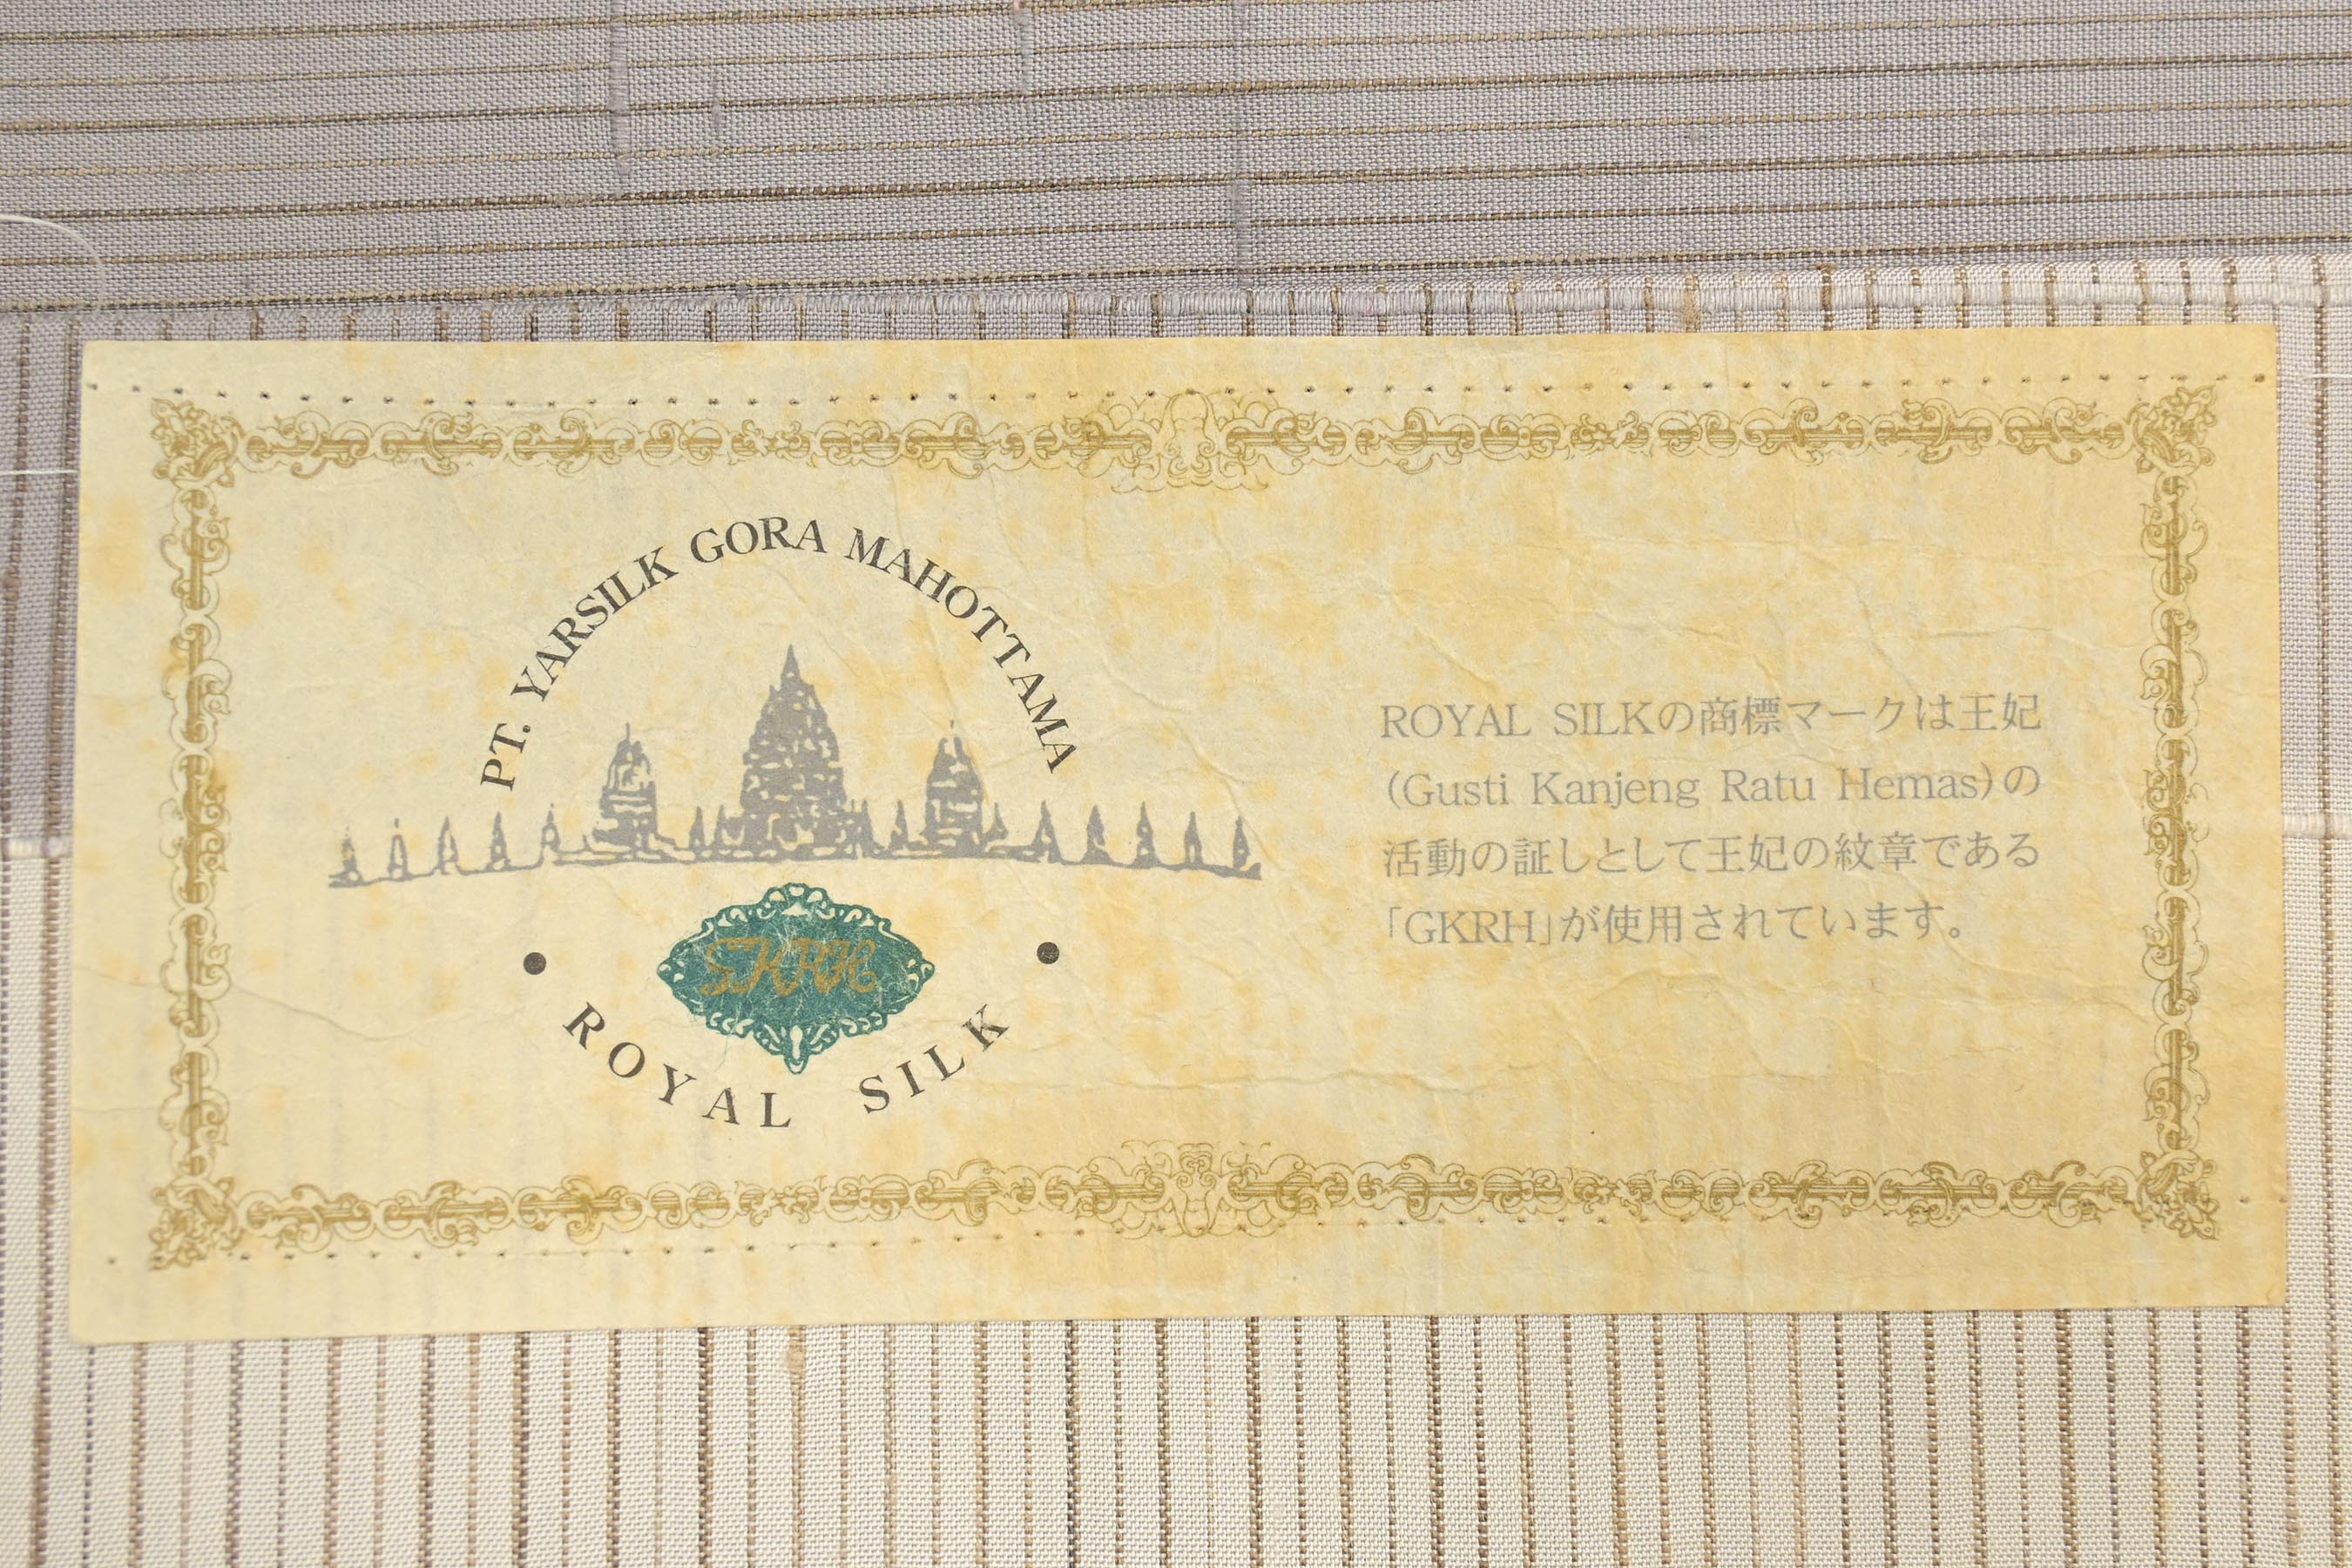 PT. YARSILK GORA MAHOTTAMA
GKRH
ROYAL SILK
ROYAL SILKの商標マークは王妃
(Gusti Kanjeng Ratu Hemas)の
活動の証しとして王妃の紋章である
「GKRH」が使用されています。